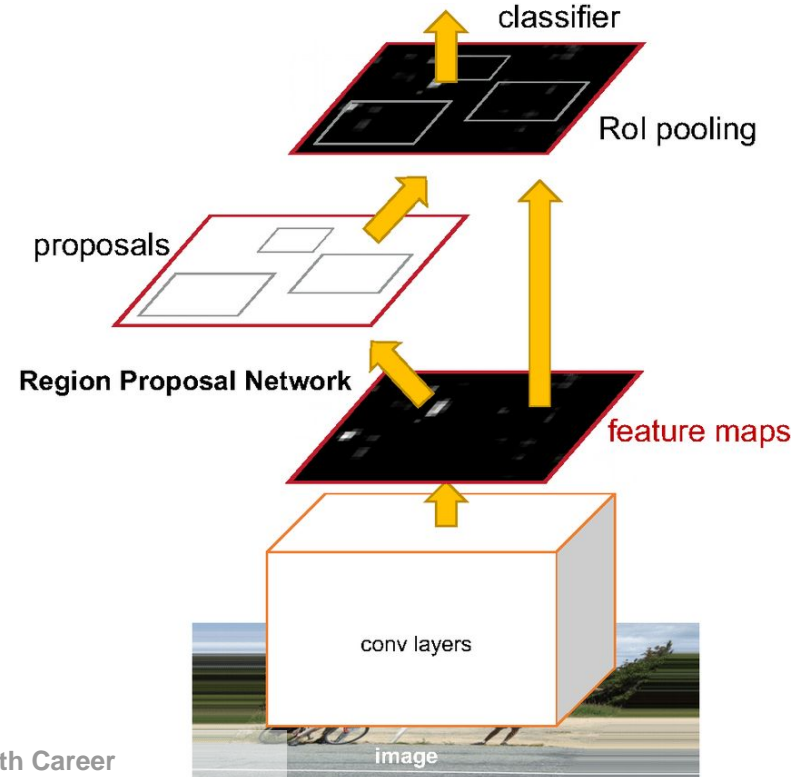 classifier
RoI pooling
proposals
Region Proposal Network
feature maps
conv layers
image
th Career